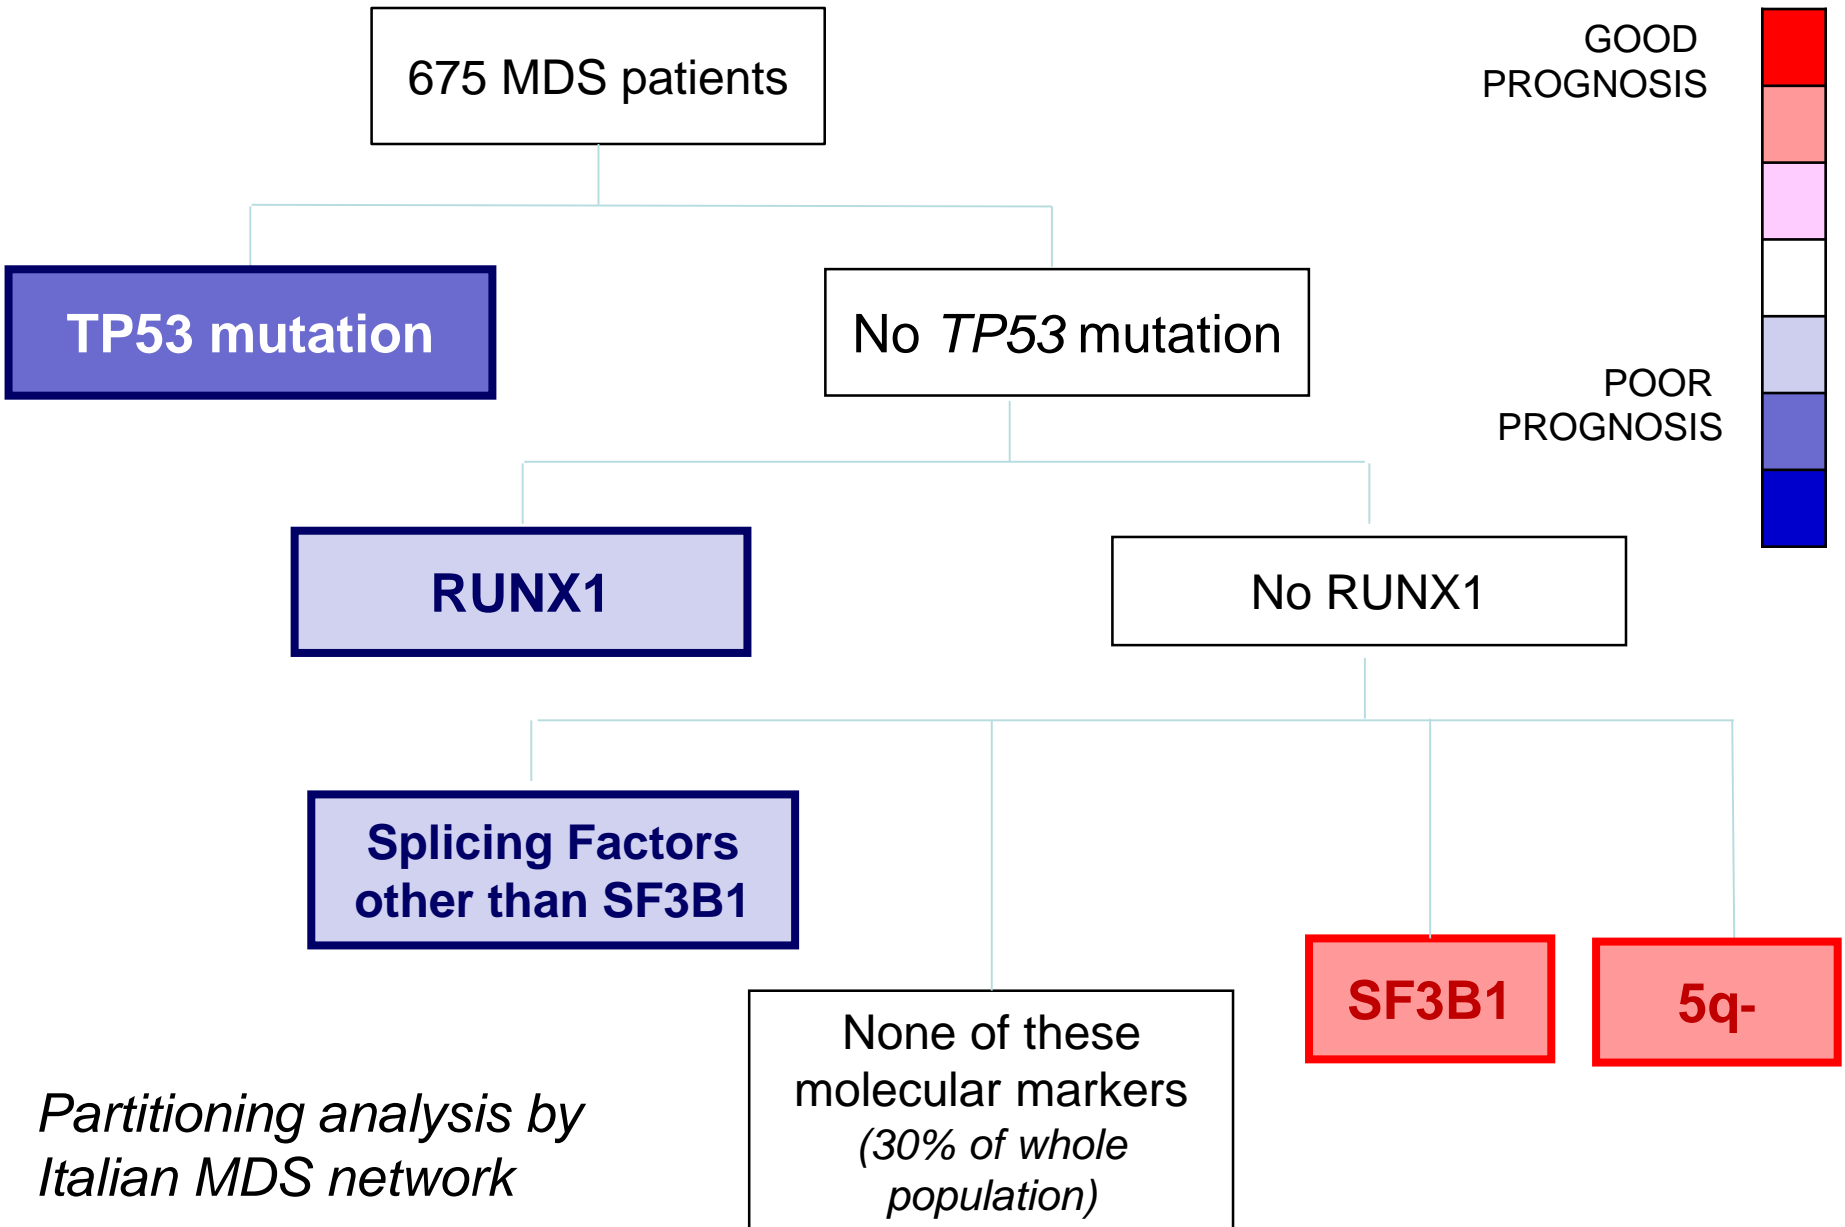 675 MDS patients
GOOD
PROGNOSIS
TP53 mutation
No TP53 mutation
POOR
PROGNOSIS
RUNX1
No RUNX1
Splicing Factors
other than SF3B1
SF3B1
5q-
None of these
molecular markers
(30% of whole
population)
Partitioning analysis by
Italian MDS network